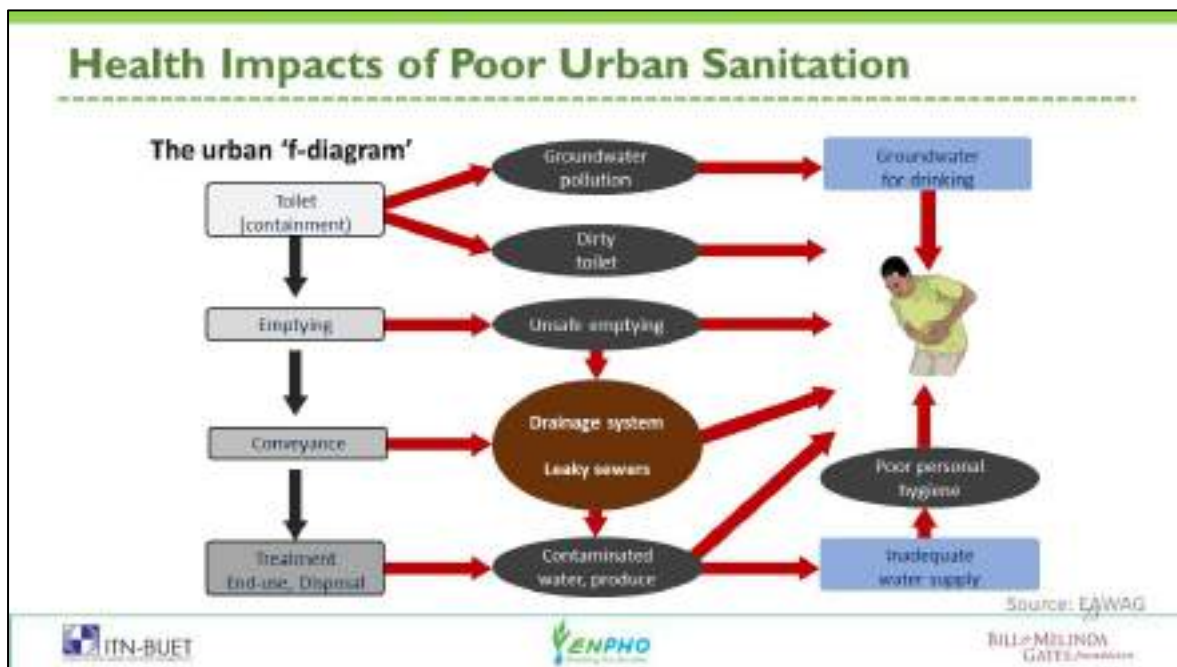 Health Impacts of Poor Urban Sanitation
The urban 'f-diagram'
Toilet
(containment)
Groundwater
pollution
Groundwater
for drinking
Dirty
toilet
Emptying
Unsafe emptying
Conveyance
Drainage system
Leaky sewers
Poor personal
hygiene
Treatment
End-use, Disposal
Contaminated
water, produce
Inadequate
water supply
Source: EAWAG
ITN-BUET
ENPHO
BILL & MELINDA
GATES foundation